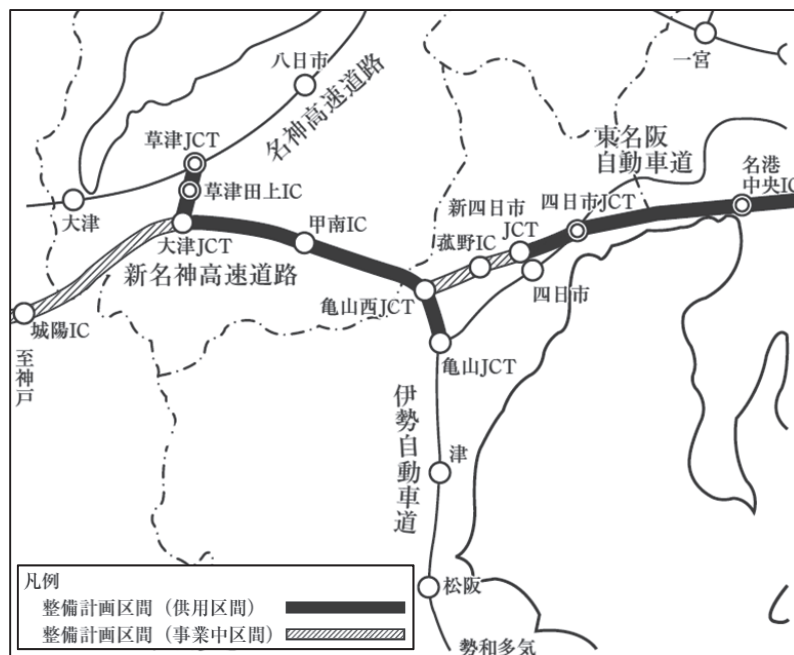 一宮
八日市
名神高速道路
草津JCT
草津田上IC
大津
大津JCT
甲南IC
新名神高速道路
東名阪
自動車道
名港
中央IC
四日市JCT
新四日市
JCT
菰野IC
四日市
亀山西JCT
亀山JCT
城陽IC
至神戸
伊勢自動車道
津
松阪
勢和多気
凡例
整備計画区間（供用区間）
整備計画区間（事業中区間）